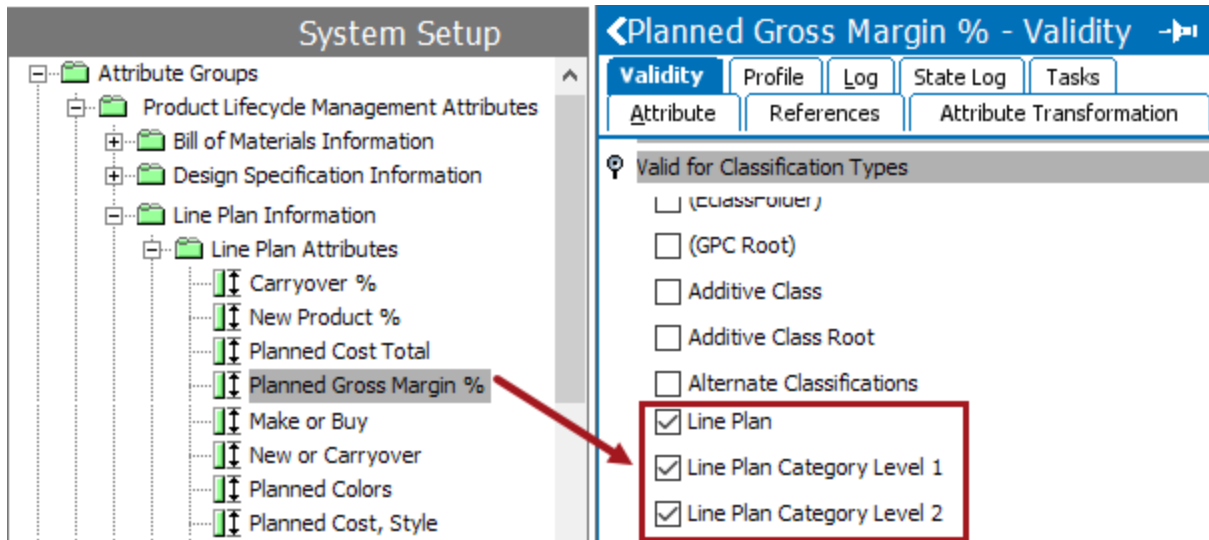 System Setup
Attribute Groups
Product Lifecycle Management Attributes
Bill of Materials Information
Design Specification Information
Line Plan Information
Line Plan Attributes
Carryover %
New Product %
Planned Cost Total
Planned Gross Margin %
Make or Buy
New or Carryover
Planned Colors
Planned Cost, Style
Planned Gross Margin % - Validity
Validity Profile Log State Log Tasks
Attribute References Attribute Transformation
Valid for Classification Types
(EclassFolder)
(GPC Root)
Additive Class
Additive Class Root
Alternate Classifications
Line Plan
Line Plan Category Level 1
Line Plan Category Level 2